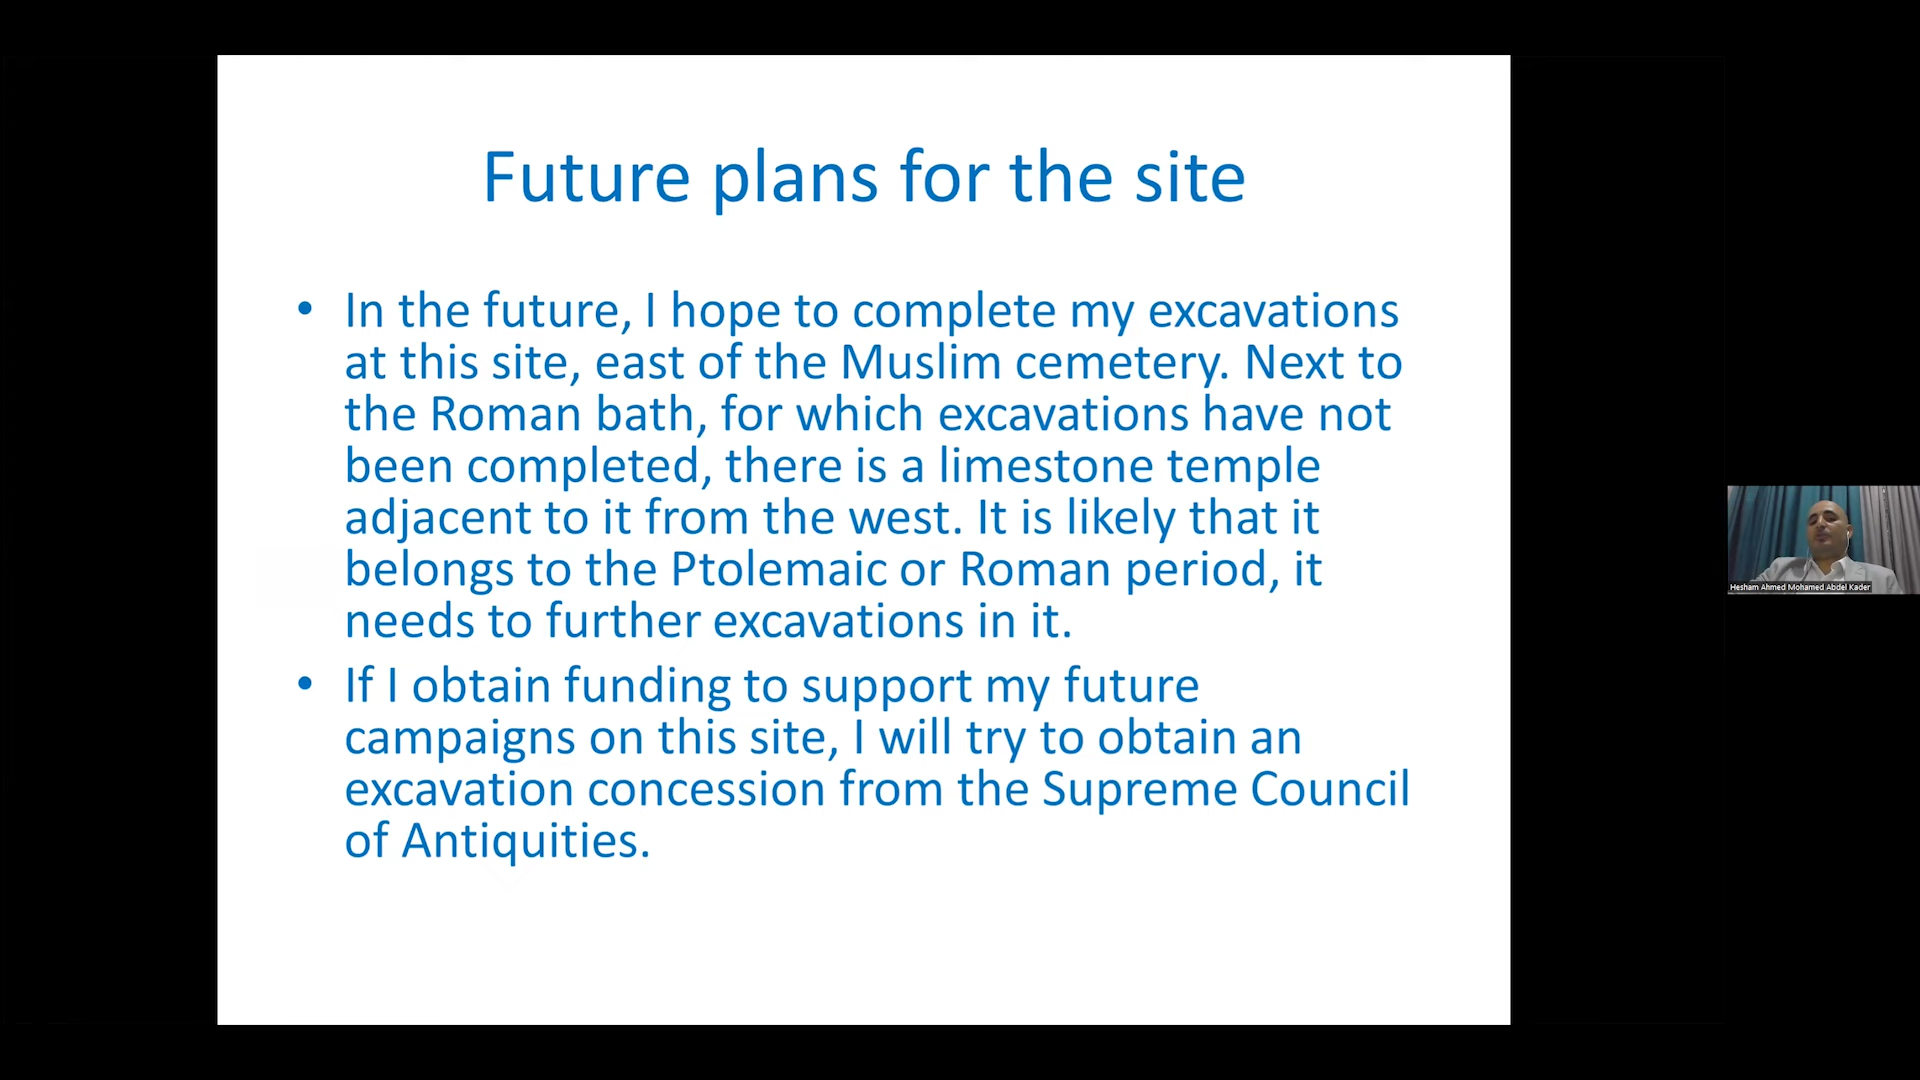 Future plans for the site
• In the future, I hope to complete my excavations
at this site, east of the Muslim cemetery. Next to
the Roman bath, for which excavations have not
been completed, there is a limestone temple
adjacent to it from the west. It is likely that it
belongs to the Ptolemaic or Roman period, it
needs to further excavations in it.
• If I obtain funding to support my future
campaigns on this site, I will try to obtain an
excavation concession from the Supreme Council
of Antiquities.
Hesham Ahmed Mohamed Abdel Kader